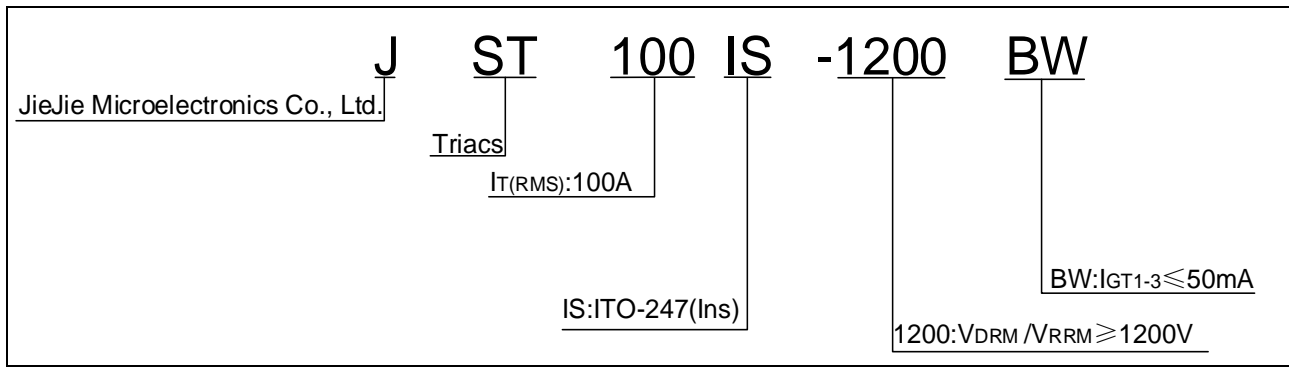 J ST 100 IS -1200 BW
JieJie Microelectronics Co., Ltd.
Triacs
IT(RMS):100A
BW:IGT1-3≤50mA
IS:ITO-247(Ins)
1200:VDRM /VRRM≥1200V